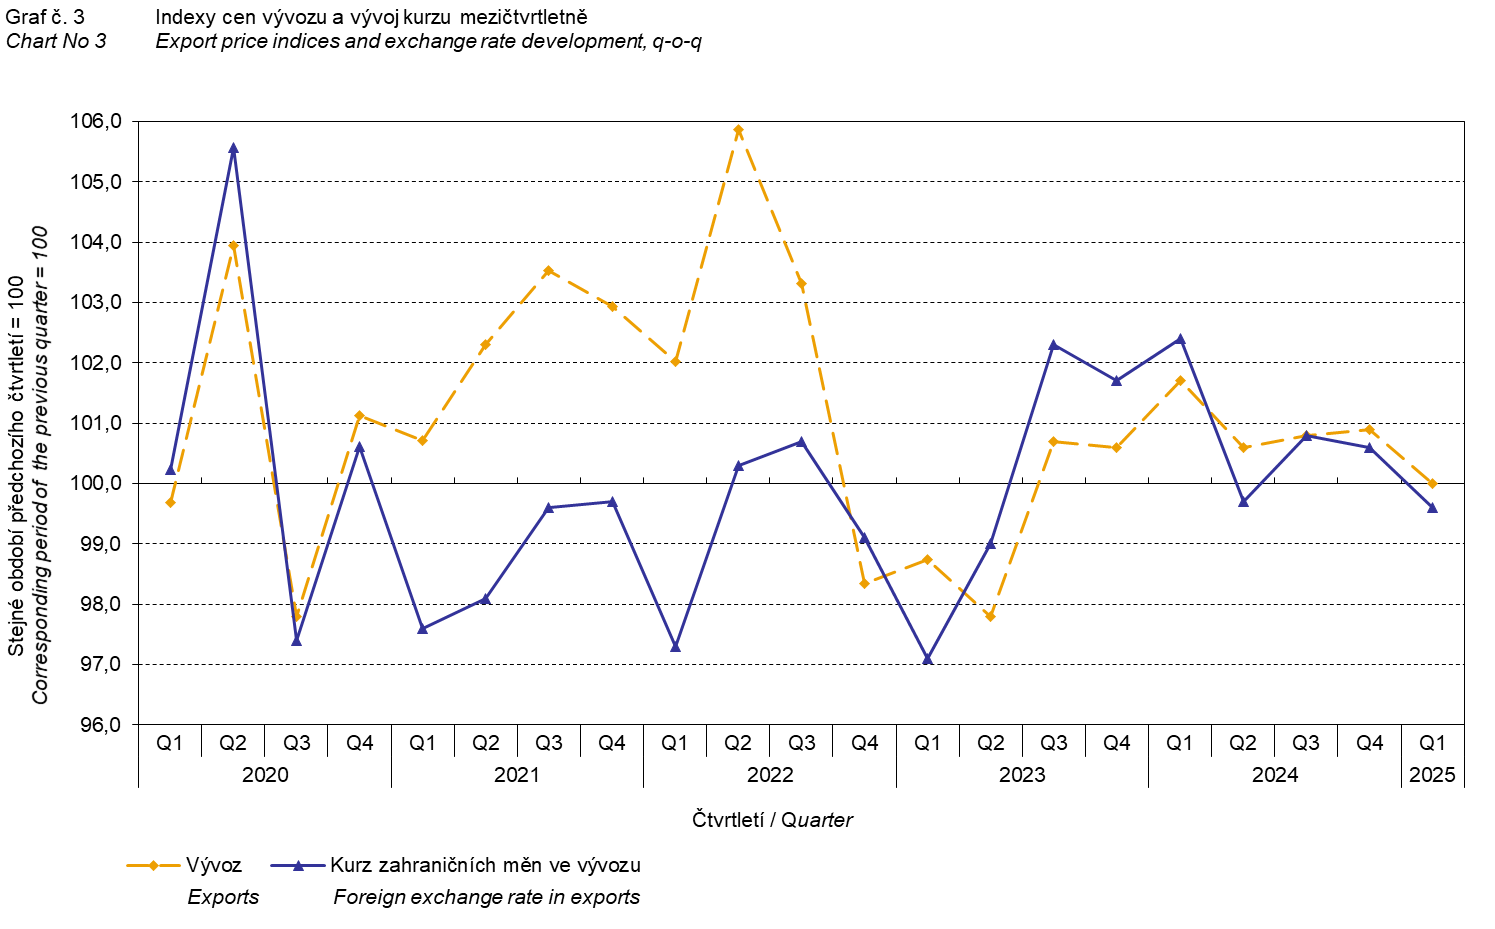 Graf č. 3 Indexy cen vývozu a vývoj kurzu mezičtvrtletně
Chart No 3 Export price indices and exchange rate development, q-o-q
Stejné období předchozího čtvrtletí = 100
Corresponding period of the previous quarter = 100
106,0
105,0
104,0
103,0
102,0
101,0
100,0
99,0
98,0
97,0
96,0
Q1 Q2 Q3 Q4 Q1 Q2 Q3 Q4 Q1 Q2 Q3 Q4 Q1 Q2 Q3 Q4 Q1 Q2 Q3 Q4 Q1
2020 2021 2022 2023 2024 2025
Čtvrtletí / Quarter
Vývoz Kurz zahraničních měn ve vývozu
Exports Foreign exchange rate in exports